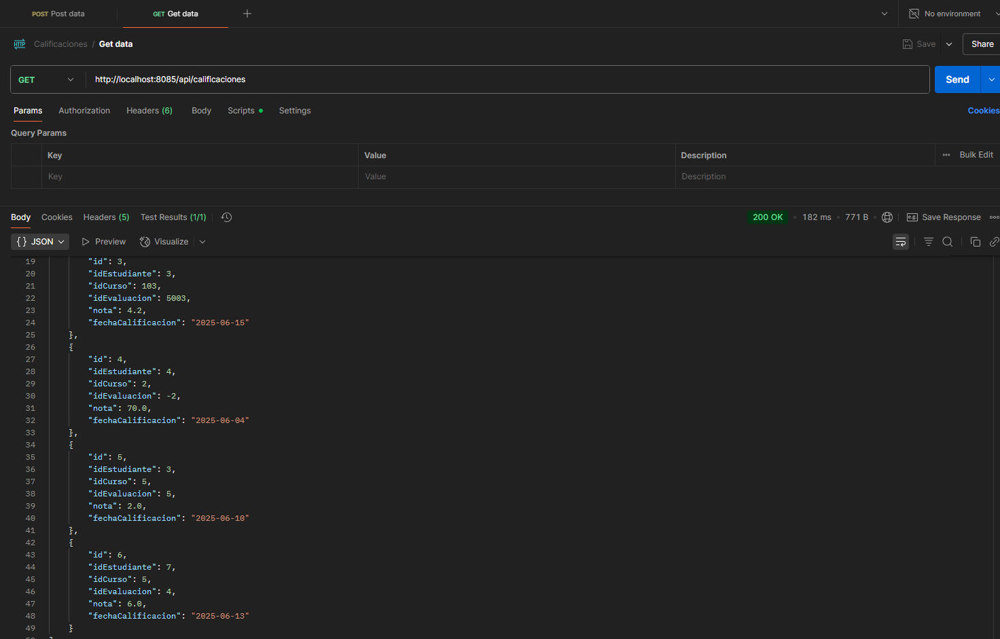 POST Post data
GET Get data
No environment
HTTP Calificaciones / Get data
Save
Share
GET http://localhost:8085/api/calificaciones
Send
Params Authorization Headers (6) Body Scripts Settings
Cookies
Query Params
Key Value Description Bulk Edit
Key Value Description
Body Cookies Headers (5) Test Results (1/1)
200 OK • 182 ms • 771 B • e.g. Save Response
{} JSON Preview Visualize
19 "id": 3,
20 "idEstudiante": 3,
21 "idCurso": 103,
22 "idEvaluacion": 5003,
23 "nota": 4.2,
24 "fechaCalificacion": "2025-06-15"
25 },
26 {
27 "id": 4,
28 "idEstudiante": 4,
29 "idCurso": 2,
30 "idEvaluacion": -2,
31 "nota": 70.0,
32 "fechaCalificacion": "2025-06-04"
33 },
34 {
35 "id": 5,
36 "idEstudiante": 3,
37 "idCurso": 5,
38 "idEvaluacion": 5,
39 "nota": 2.0,
40 "fechaCalificacion": "2025-06-10"
41 },
42 {
43 "id": 6,
44 "idEstudiante": 7,
45 "idCurso": 5,
46 "idEvaluacion": 4,
47 "nota": 6.0,
48 "fechaCalificacion": "2025-06-13"
49 }